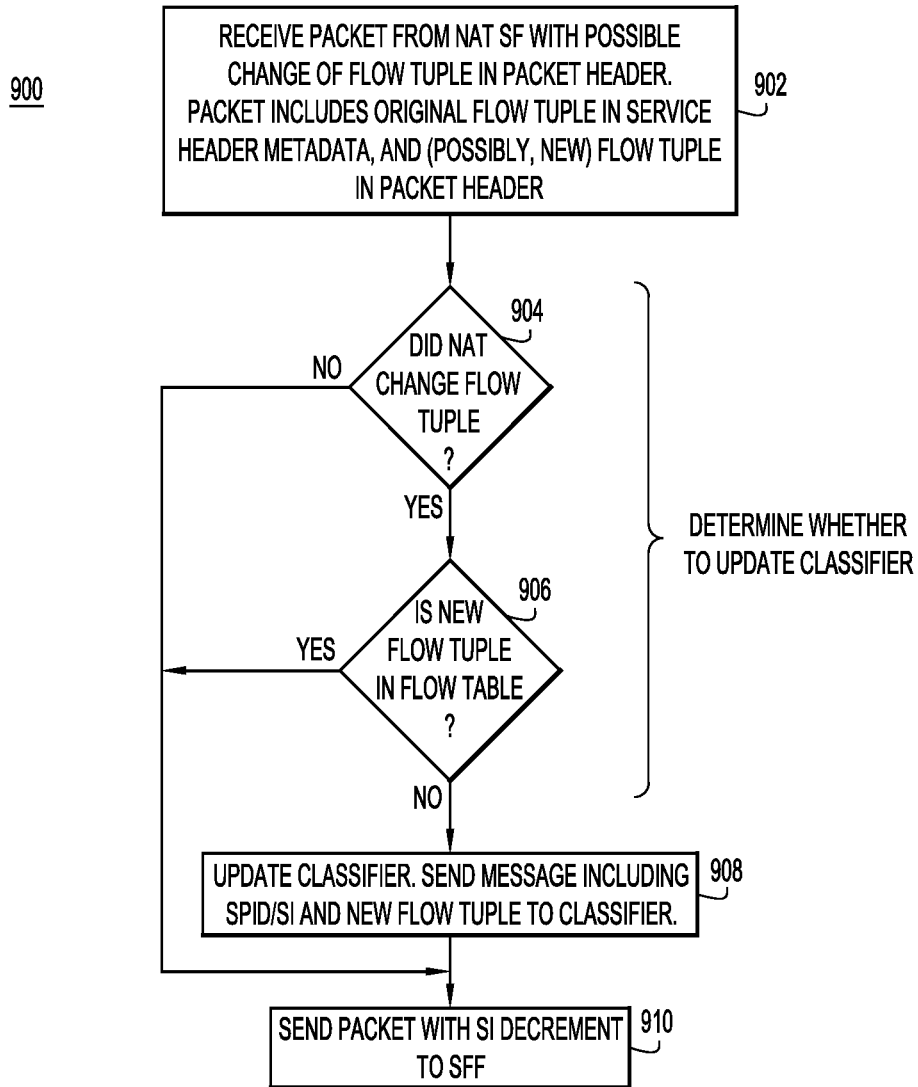 900
RECEIVE PACKET FROM NAT SF WITH POSSIBLE
CHANGE OF FLOW TUPLE IN PACKET HEADER.
PACKET INCLUDES ORIGINAL FLOW TUPLE IN SERVICE
HEADER METADATA, AND (POSSIBLY, NEW) FLOW TUPLE
IN PACKET HEADER
902
904
DID NAT
CHANGE FLOW
TUPLE
?
NO
YES
DETERMINE WHETHER
TO UPDATE CLASSIFIER
906
IS NEW
FLOW TUPLE
IN FLOW TABLE
?
YES
NO
UPDATE CLASSIFIER. SEND MESSAGE INCLUDING
SPID/SI AND NEW FLOW TUPLE TO CLASSIFIER.
908
SEND PACKET WITH SI DECREMENT
TO SFF
910